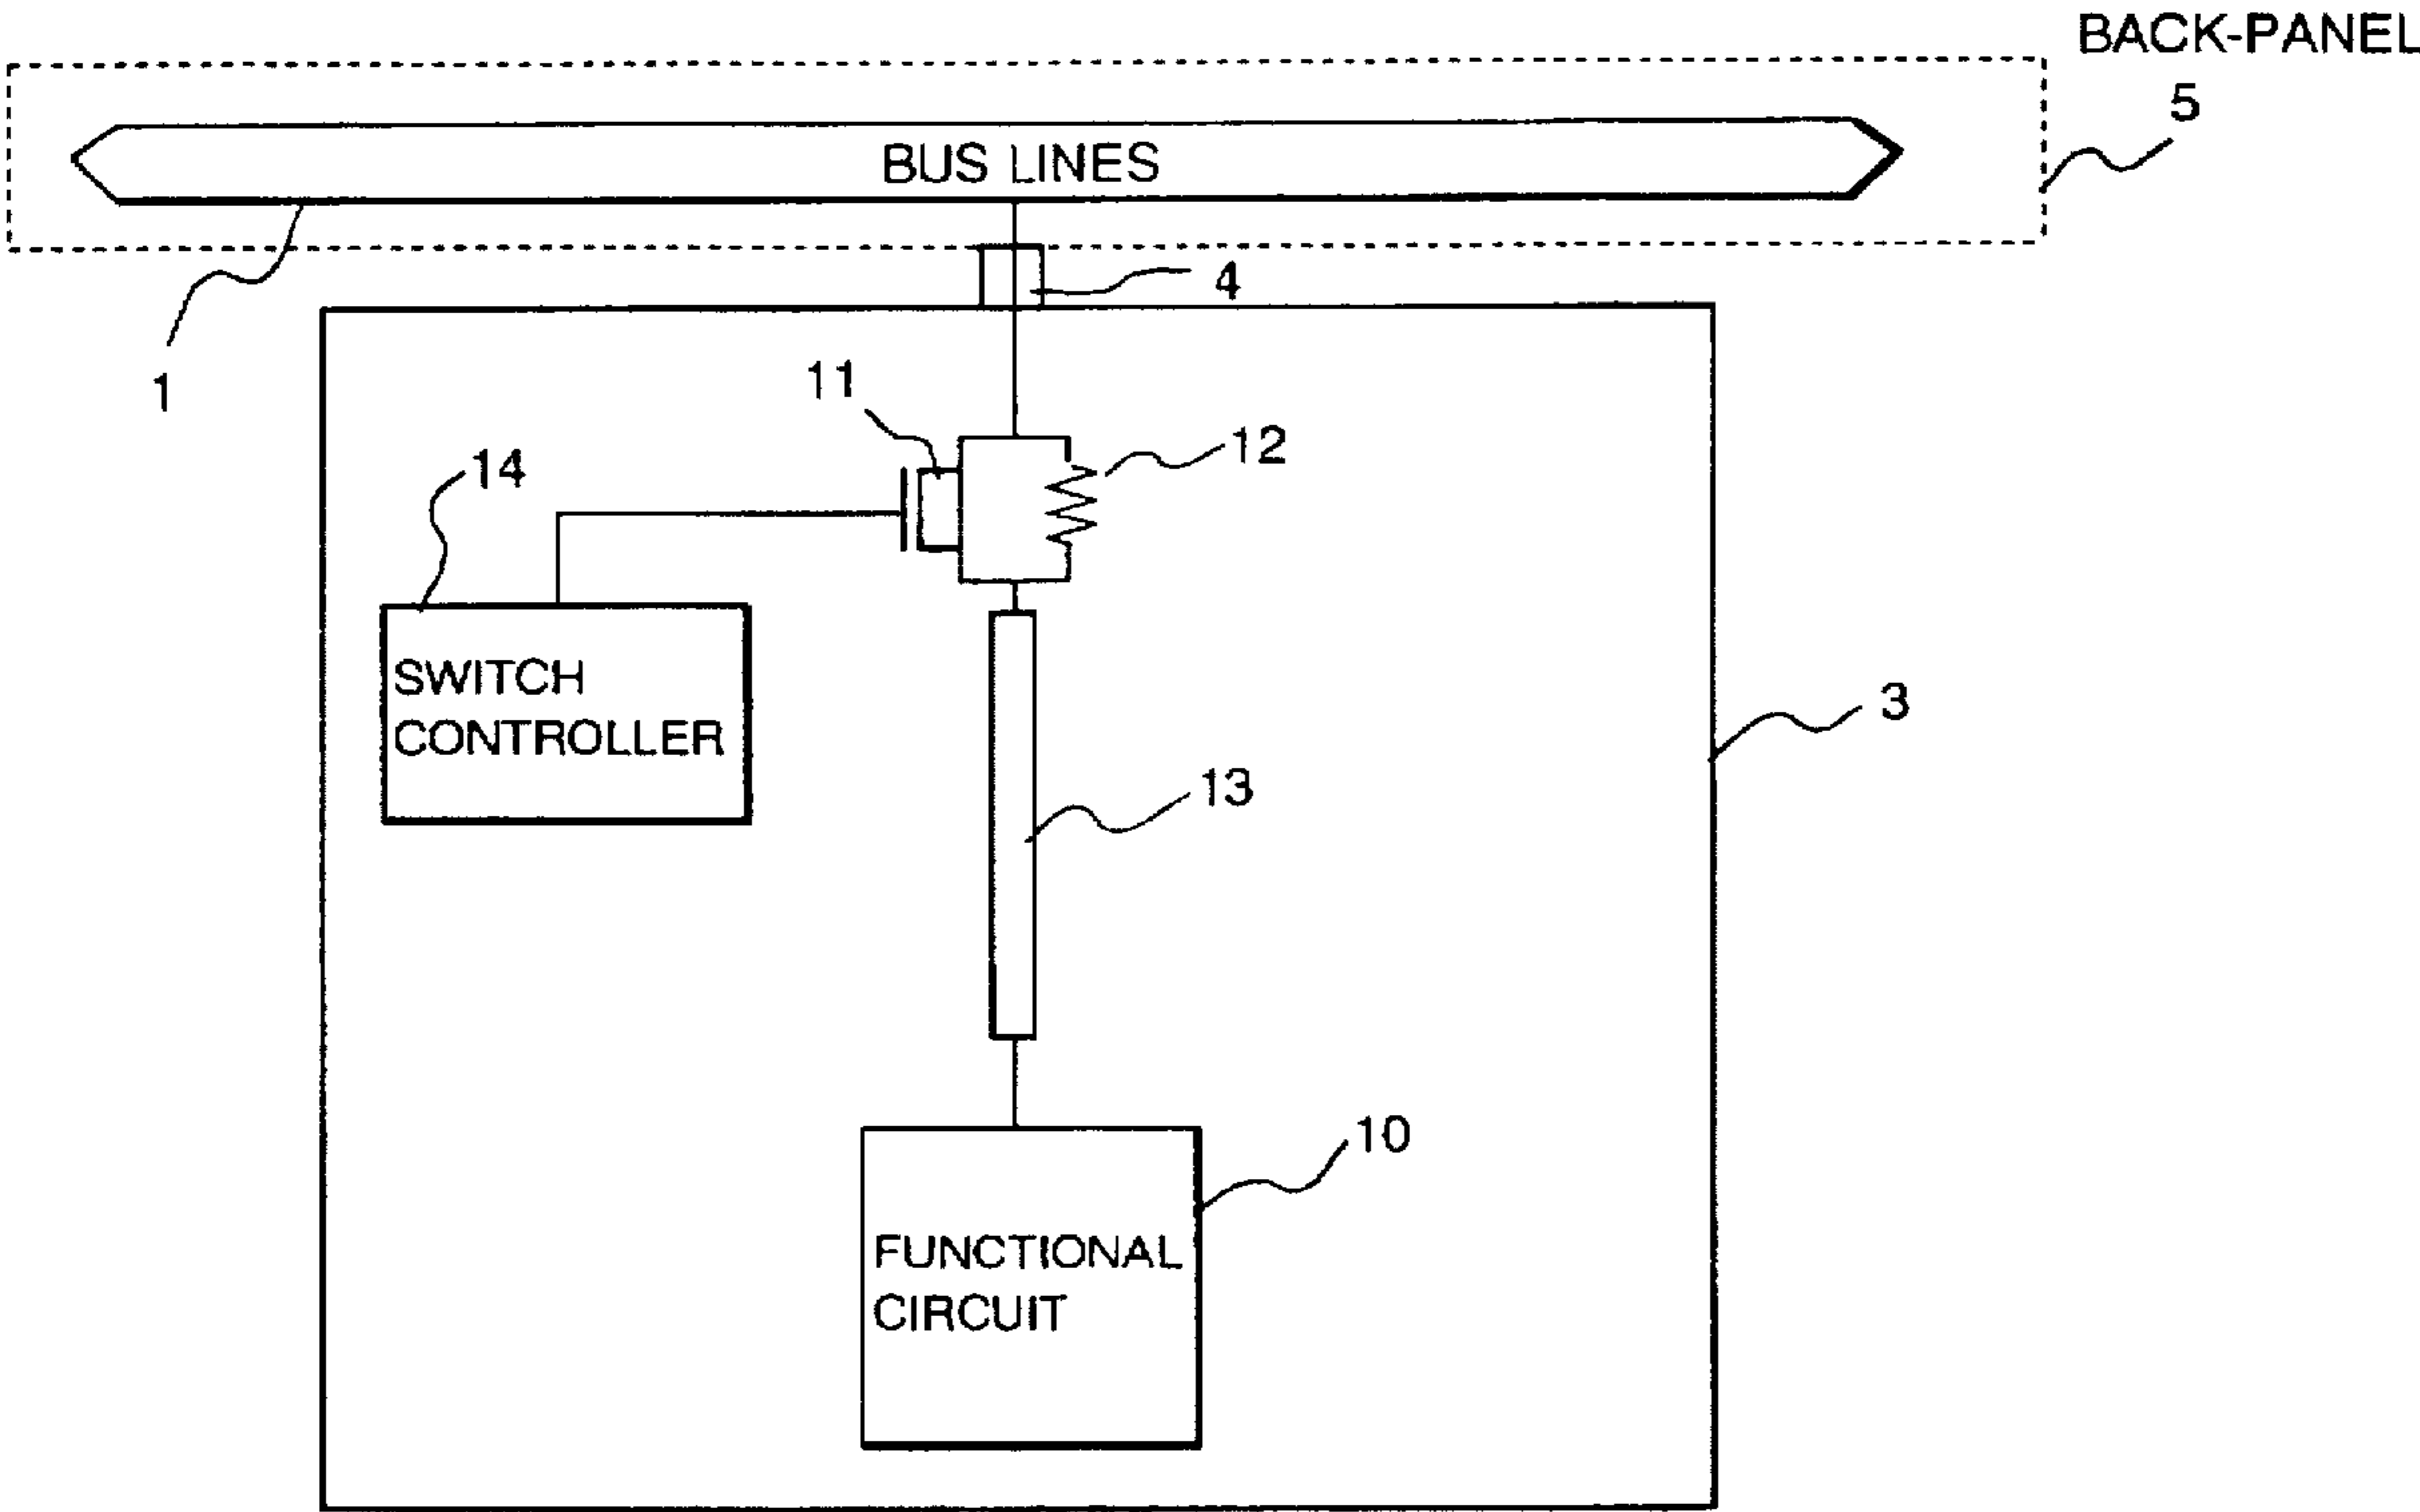 BACK-PANEL
5
BUS LINES
4
1
11
12
14
SWITCH
CONTROLLER
3
13
10
FUNCTIONAL
CIRCUIT